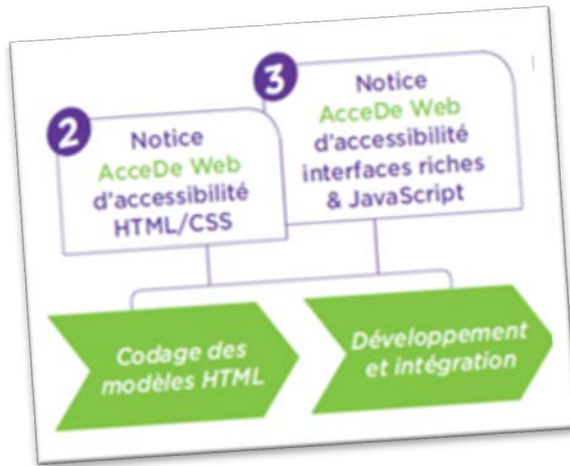 2
Notice
AcceDe Web
d'accessibilité
HTML/CSS
3
Notice
AcceDe Web
d'accessibilité
interfaces riches
& JavaScript
Codage des
modèles HTML
Développement
et intégration